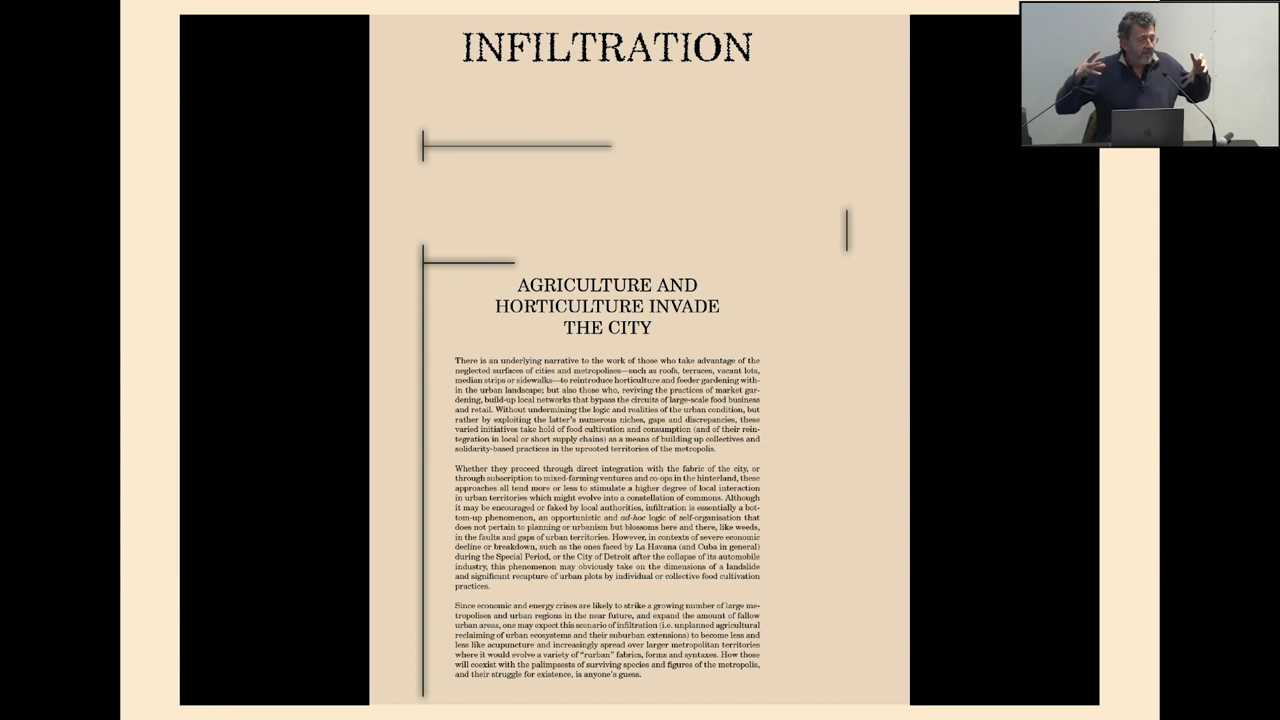 INFILTRATION
AGRICULTURE AND
HORTICULTURE INVADE
THE CITY
There is an underlying narrative to the work of those who take advantage of the
neglected surfaces of cities and metropolises—such as roofs, terraces, vacant lots,
median strips or sidewalks—to reintroduce horticulture and feeder gardening with-
in the urban landscape; but also those who, reviving the practices of market gar-
dening, build-up local networks that bypass the circuits of large-scale food business
and retail. Without undermining the logic and realities of the urban condition, but
rather by exploiting the latter's numerous niches, gaps and discrepancies, these
varied initiatives take hold of food cultivation and consumption (and of their rein-
tegration in local or short supply chains) as a means of building up collectives and
solidarity-based practices in the uprooted territories of the metropolis.
Whether they proceed through direct integration with the fabric of the city, or
through subscription to mixed-farming ventures and co-ops in the hinterland, these
approaches all tend more or less to stimulate a higher degree of local interaction
in urban territories which might evolve into a constellation of commons. Although
it may be encouraged or faked by local authorities, infiltration is essentially a bot-
tom-up phenomenon, an opportunistic and ad-hoc logic of self-organisation that
does not pertain to planning or urbanism but blossoms here and there, like weeds,
in the faults and gaps of urban territories. However, in contexts of severe economic
decline or breakdown, such as the ones faced by La Havana (and Cuba in general)
during the Special Period, or the City of Detroit after the collapse of its automobile
industry, this phenomenon may obviously take on the dimensions of a landslide
and significant recapture of urban plots by individual or collective food cultivation
practices.
Since economic and energy crises are likely to strike a growing number of large me-
tropolises and urban regions in the near future, and expand the amount of fallow
urban areas, one may expect this scenario of infiltration (i.e. unplanned agricultural
reclaiming of urban ecosystems and their suburban extensions) to become less and
less like acupuncture and increasingly spread over larger metropolitan territories
where it would evolve a variety of “rurban” fabrics, forms and syntaxes. How those
will coexist with the palimpsests of surviving species and figures of the metropolis,
and their struggle for existence, is anyone's guess.